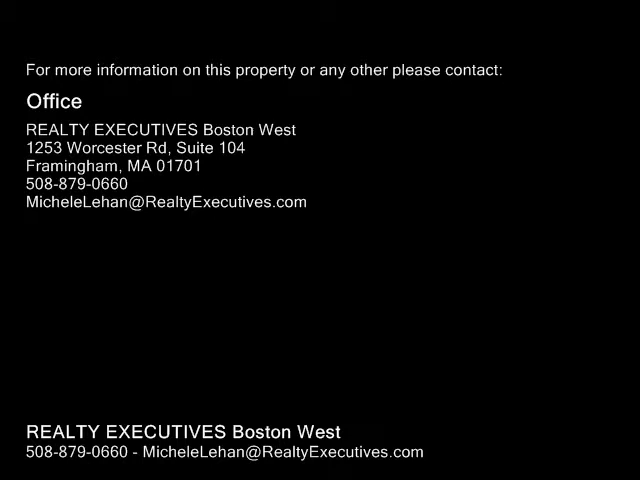 For more information on this property or any other please contact:
Office
REALTY EXECUTIVES Boston West
1253 Worcester Rd, Suite 104
Framingham, MA 01701
508-879-0660
MicheleLehan@RealtyExecutives.com
REALTY EXECUTIVES Boston West
508-879-0660 - MicheleLehan@RealtyExecutives.com